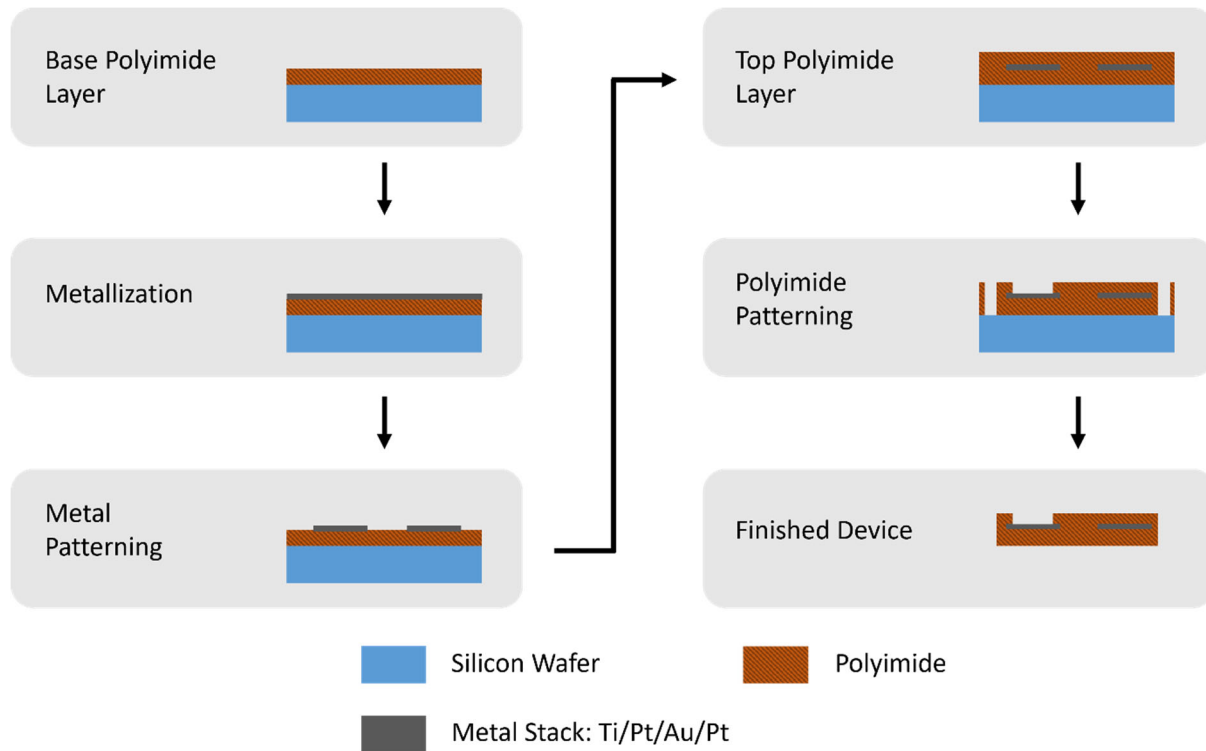 Base Polyimide
Layer
Metallization
Metal
Patterning
Top Polyimide
Layer
Polyimide
Patterning
Finished Device
Silicon Wafer
Polyimide
Metal Stack: Ti/Pt/Au/Pt